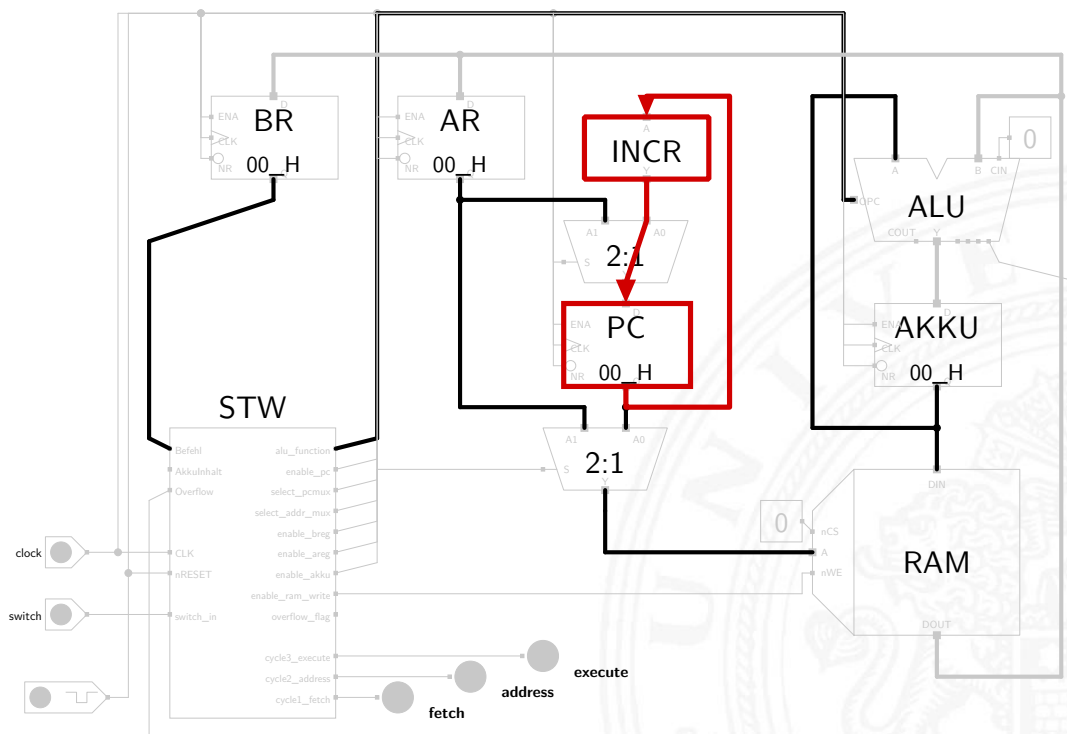 D
D
BR
ENA
CLK
NR
00_H
AR
ENA
CLK
NR
00_H
A
INCR
Y
0
A
B
CIN
OPC
ALU
COUT
Y
A1
A0
2:1
S
D
PC
ENA
CLK
NR
00_H
D
AKKU
ENA
CLK
NR
00_H
STW
A1
A0
2:1
S
Y
Befehl
AkkuInhalt
Overflow
CLK
nRESET
switch_in
alu_function
enable_pc
select_pcmux
select_addr_mux
enable_breg
enable_areg
enable_akku
enable_ram_write
overflow_flag
cycle3_execute
cycle2_address
cycle1_fetch
clock
switch
execute
address
fetch
DIN
0
nCS
A
nWE
RAM
DOUT
U N I V E